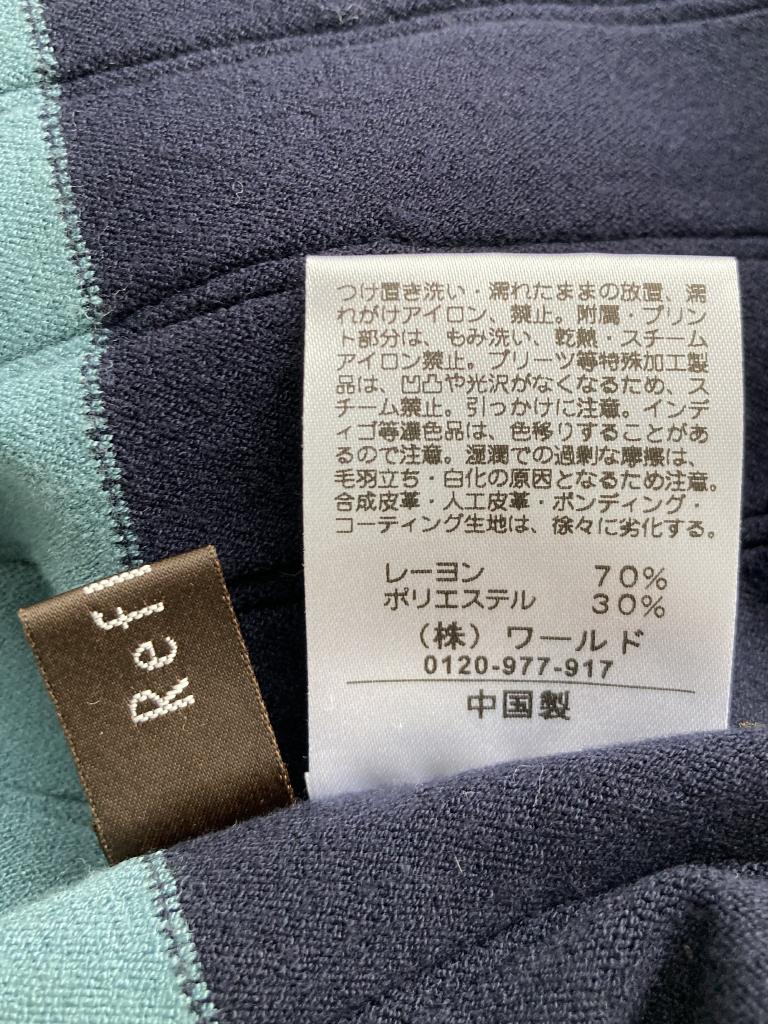 つけ置き洗い・濡れたままの放置、濡
れがけアイロン、禁止。附属・プリン
ト部分は、もみ洗い、乾熱・スチーム
アイロン禁止。プリーツ等特殊加工製
品は、凹凸や光沢がなくなるため、ス
チーム禁止。引っかけに注意。インデ
ィゴ等濃色品は、色移りすることがあ
るので注意。湿潤での過剰な摩擦は、
毛羽立ち・白化の原因となるため注意。
合成皮革・人工皮革・ボンディング・
コーティング生地は、徐々に劣化する。
レーヨン 70%
ポリエステル 30%
(株) ワールド
0120-977-917
中国製
Ref